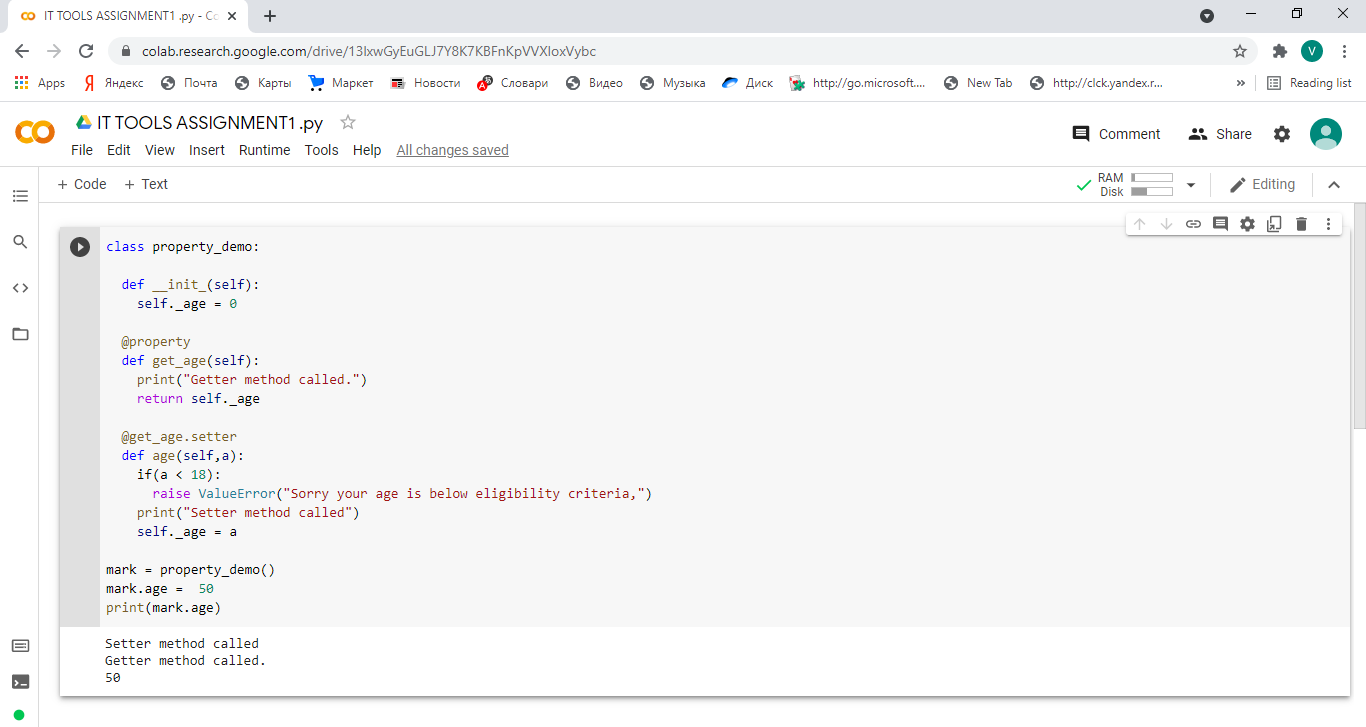 IT TOOLS ASSIGNMENT1 .py - Co
colab.research.google.com/drive/13IxwGyEuGLJ7Y8K7KBFnKpVVXIoxVybc
V
Apps Яндекс Почта Карты Маркет Новости Словари Видео Музыка Диск http://go.microsoft.... New Tab http://clck.yandex.r... » Reading list
IT TOOLS ASSIGNMENT1 .py
File Edit View Insert Runtime Tools Help All changes saved
Comment Share
+ Code + Text
RAM
Disk
Editing
class property_demo:
def __init_(self):
self._age = 0
@property
def get_age(self):
print("Getter method called.")
return self._age
@get_age.setter
def age(self,a):
if(a < 18):
raise ValueError("Sorry your age is below eligibility criteria,")
print("Setter method called")
self._age = a
mark = property_demo()
mark.age =  50
print(mark.age)
Setter method called
Getter method called.
50